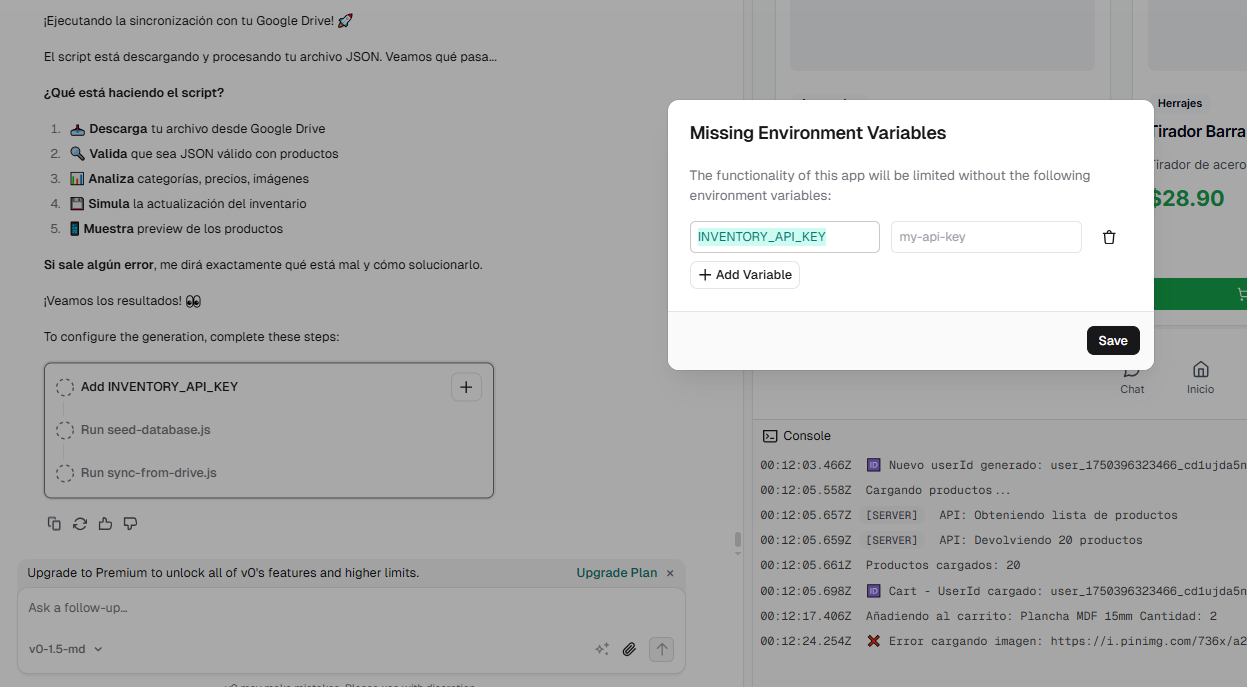 ¡Ejecutando la sincronización con tu Google Drive! 🚀
El script está descargando y procesando tu archivo JSON. Veamos qué pasa...
¿Qué está haciendo el script?
1. 📥 Descarga tu archivo desde Google Drive
2. 🔍 Valida que sea JSON válido con productos
3. 📊 Analiza categorías, precios, imágenes
4. 💾 Simula la actualización del inventario
5. 📱 Muestra preview de los productos
Si sale algún error, me dirá exactamente qué está mal y cómo solucionarlo.
¡Veamos los resultados! 👀
To configure the generation, complete these steps:
Add INVENTORY_API_KEY
Run seed-database.js
Run sync-from-drive.js
Upgrade to Premium to unlock all of v0's features and higher limits.
Upgrade Plan ×
Ask a follow-up...
v0-1.5-md
v0 may make mistakes. Please use with discretion.
Missing Environment Variables
The functionality of this app will be limited without the following
environment variables:
INVENTORY_API_KEY
my-api-key
+ Add Variable
Save
Herrajes
Tirador Barra
Tirador de acero
$28.90
Chat
Inicio
Console
00:12:03.466Z 🆔 Nuevo userId generado: user_1750396323466_cd1ujda5n
00:12:05.558Z Cargando productos...
00:12:05.657Z [SERVER] API: Obteniendo lista de productos
00:12:05.659Z [SERVER] API: Devolviendo 20 productos
00:12:05.661Z Productos cargados: 20
00:12:05.698Z 🆔 Cart - UserId cargado: user_1750396323466_cd1ujda5n
00:12:17.406Z Añadiendo al carrito: Plancha MDF 15mm Cantidad: 2
00:12:24.254Z ❌ Error cargando imagen: https://i.pinimg.com/736x/a2